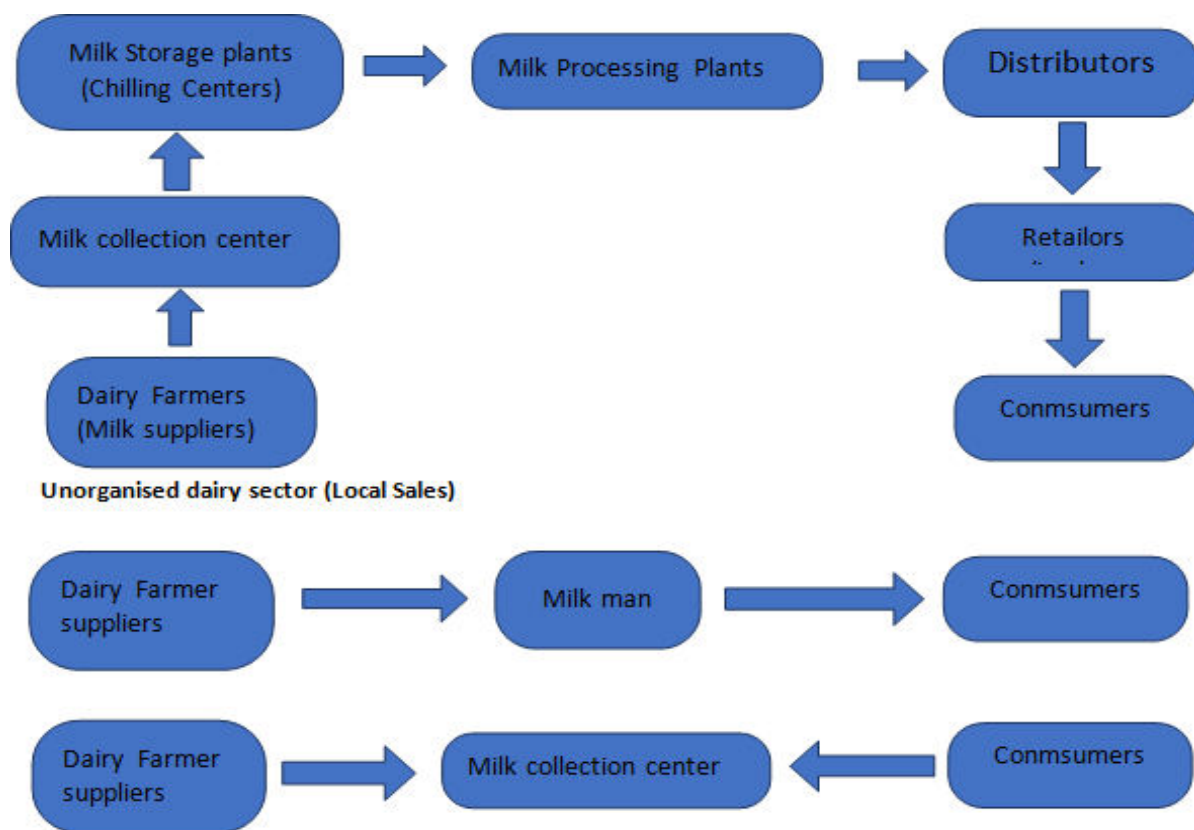 Milk Storage plants
(Chilling Centers)
Milk Processing Plants
Distributors
Milk collection center
Retailors
Dairy Farmers
(Milk suppliers)
Conmsumers
Unorganised dairy sector (Local Sales)
Dairy Farmer
suppliers
Milk man
Conmsumers
Dairy Farmer
suppliers
Milk collection center
Conmsumers